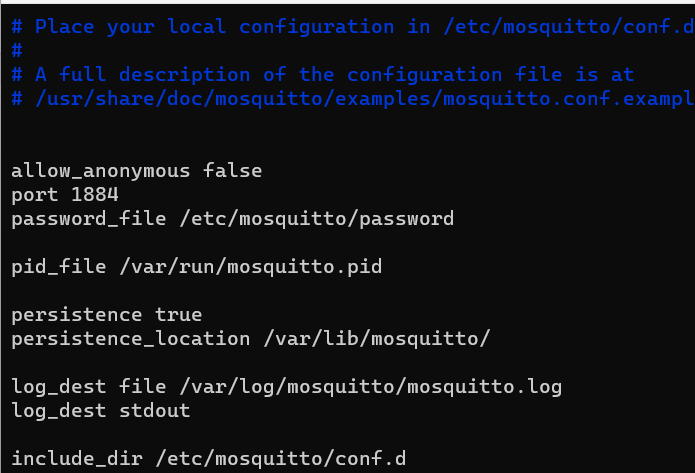 # Place your local configuration in /etc/mosquitto/conf.d
#
# A full description of the configuration file is at
# /usr/share/doc/mosquitto/examples/mosquitto.conf.exampl
allow_anonymous false
port 1884
password_file /etc/mosquitto/password
pid_file /var/run/mosquitto.pid
persistence true
persistence_location /var/lib/mosquitto/
log_dest file /var/log/mosquitto/mosquitto.log
log_dest stdout
include_dir /etc/mosquitto/conf.d